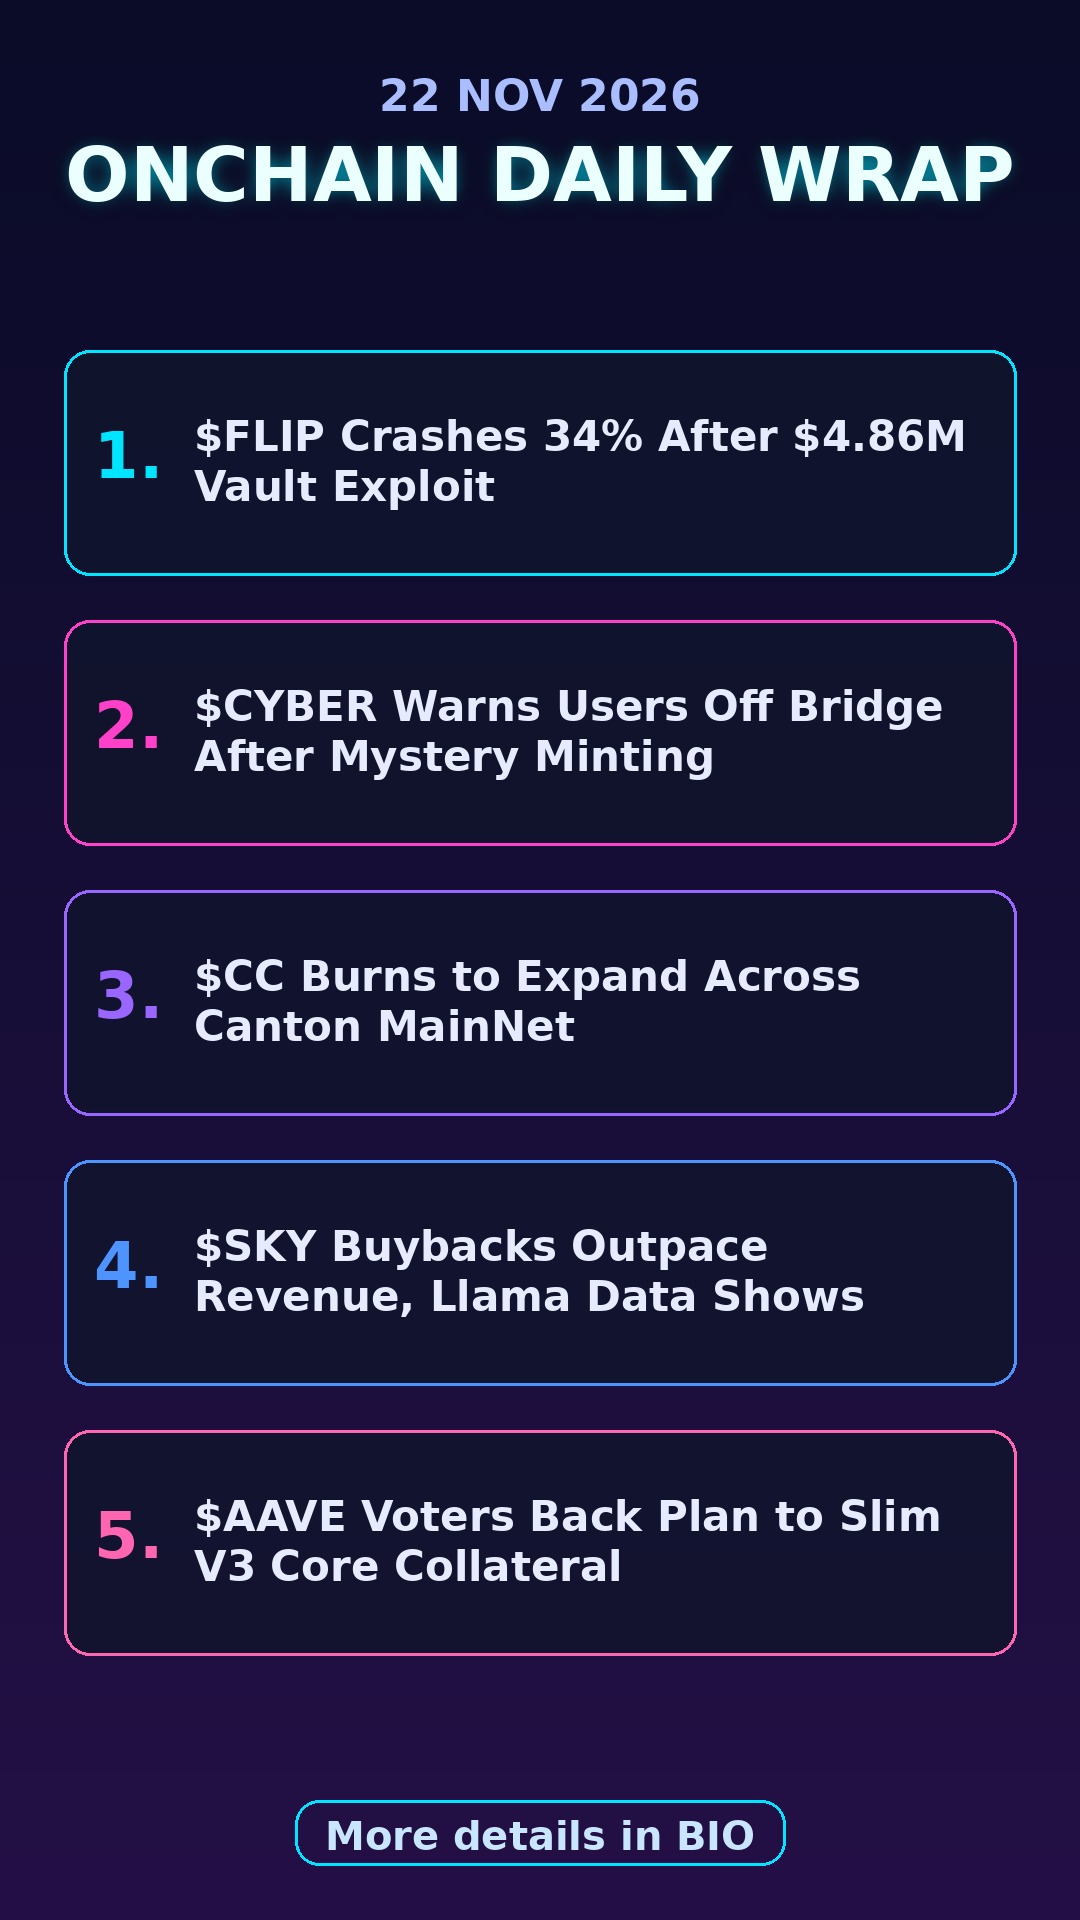 22 NOV 2026
ONCHAIN DAILY WRAP
1.
$FLIP Crashes 34% After $4.86M
Vault Exploit
2.
$CYBER Warns Users Off Bridge
After Mystery Minting
3.
$CC Burns to Expand Across
Canton MainNet
4.
$SKY Buybacks Outpace
Revenue, Llama Data Shows
5.
$AAVE Voters Back Plan to Slim
V3 Core Collateral
More details in BIO